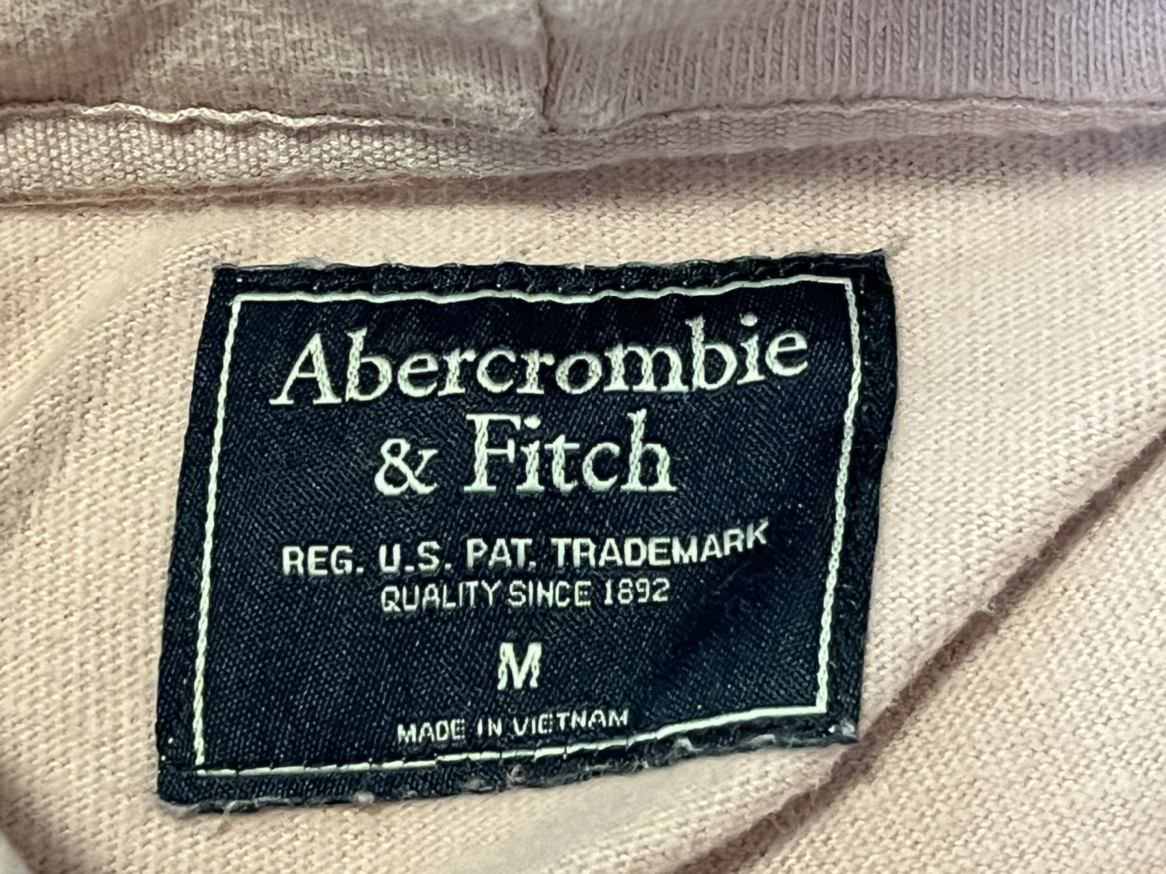 Abercrombie
& Fitch
REG. U.S. PAT. TRADEMARK
QUALITY SINCE 1892
M
MADE IN VIETNAM